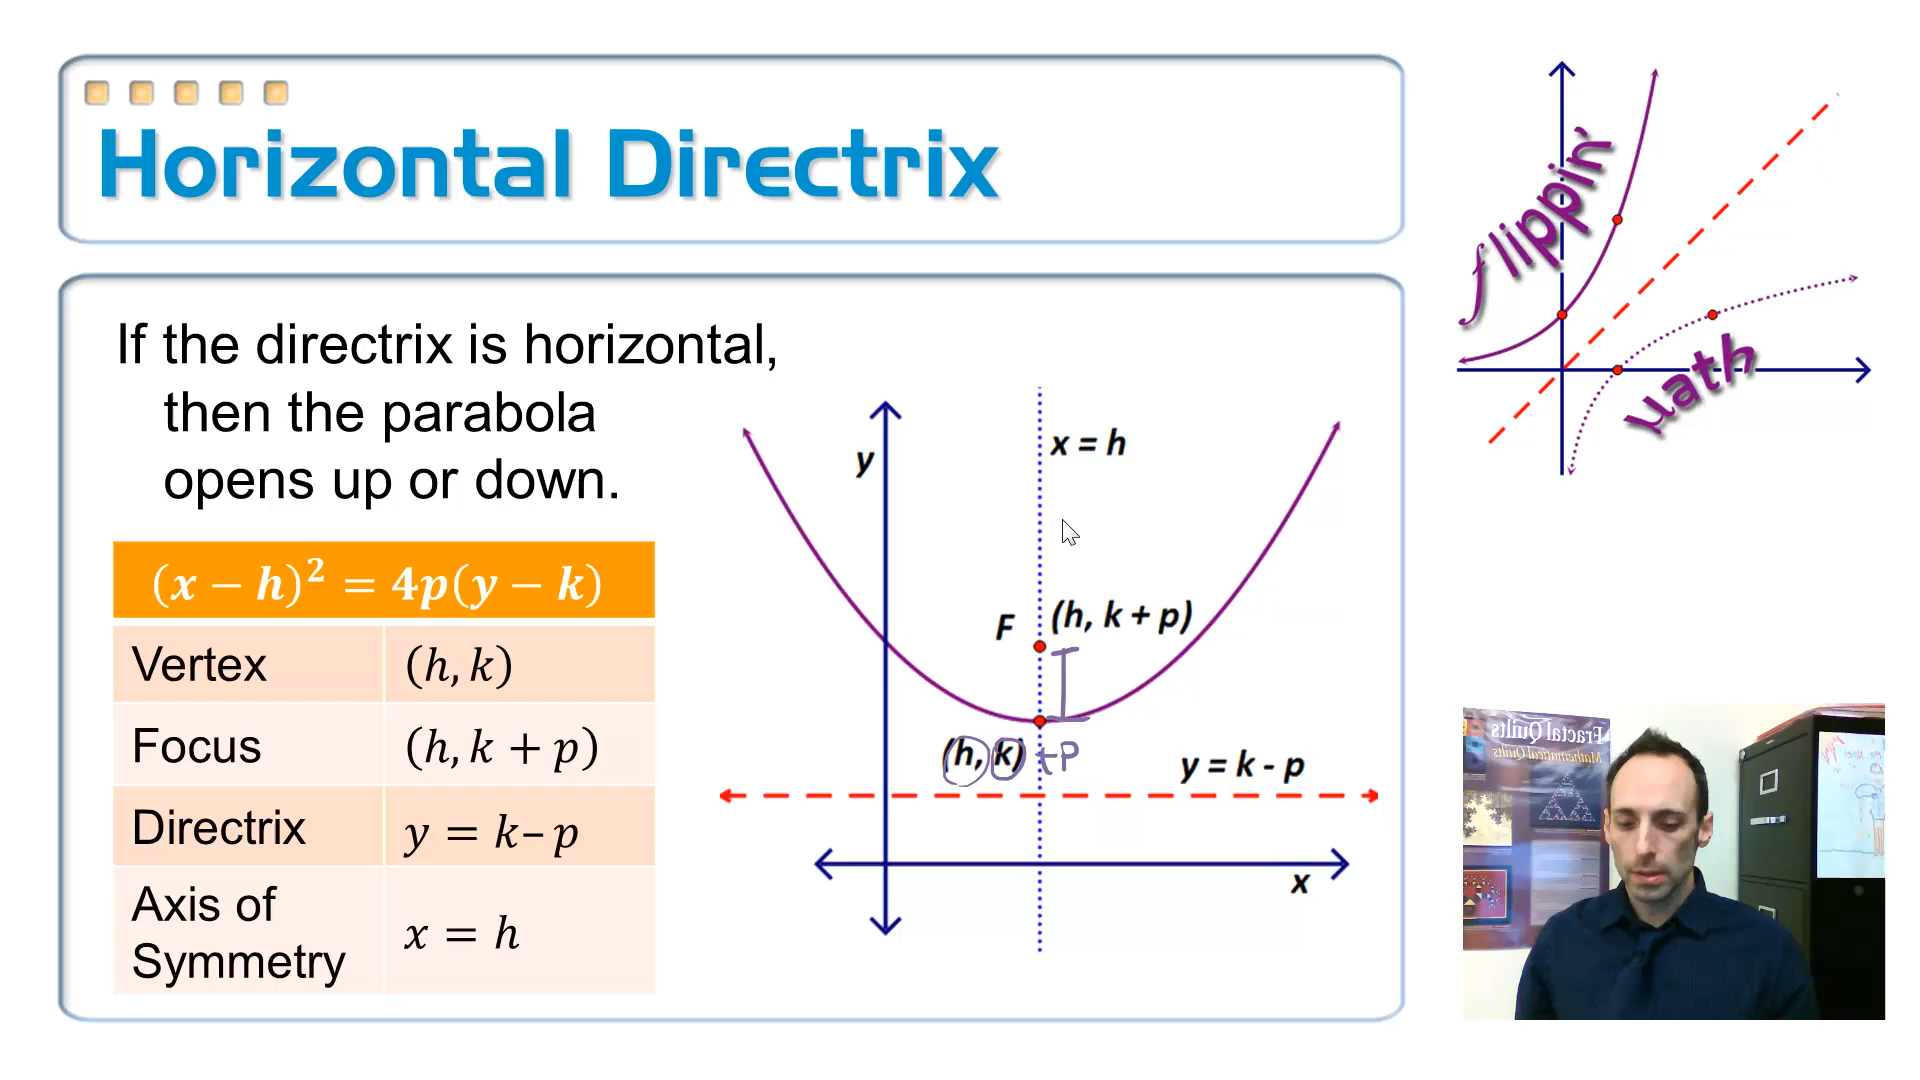 Horizontal Directrix
If the directrix is horizontal,
then the parabola
opens up or down.
(x − h)² = 4p(y − k)
Vertex (h, k)
Focus (h, k + p)
Directrix y = k– p
Axis of
Symmetry x = h
y
x = h
F (h, k + p)
(h, k) +p
y = k - p
x
flippin'
math
Fractal Quilts
Mathematical Quilts